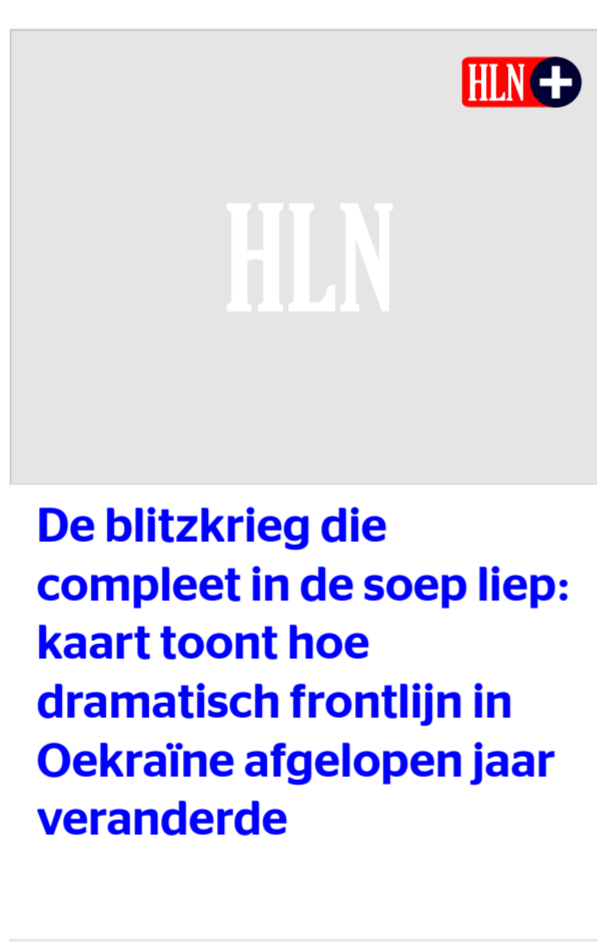 HLN+
HLN
De blitzkrieg die
compleet in de soep liep:
kaart toont hoe
dramatisch frontlijn in
Oekraïne afgelopen jaar
veranderde